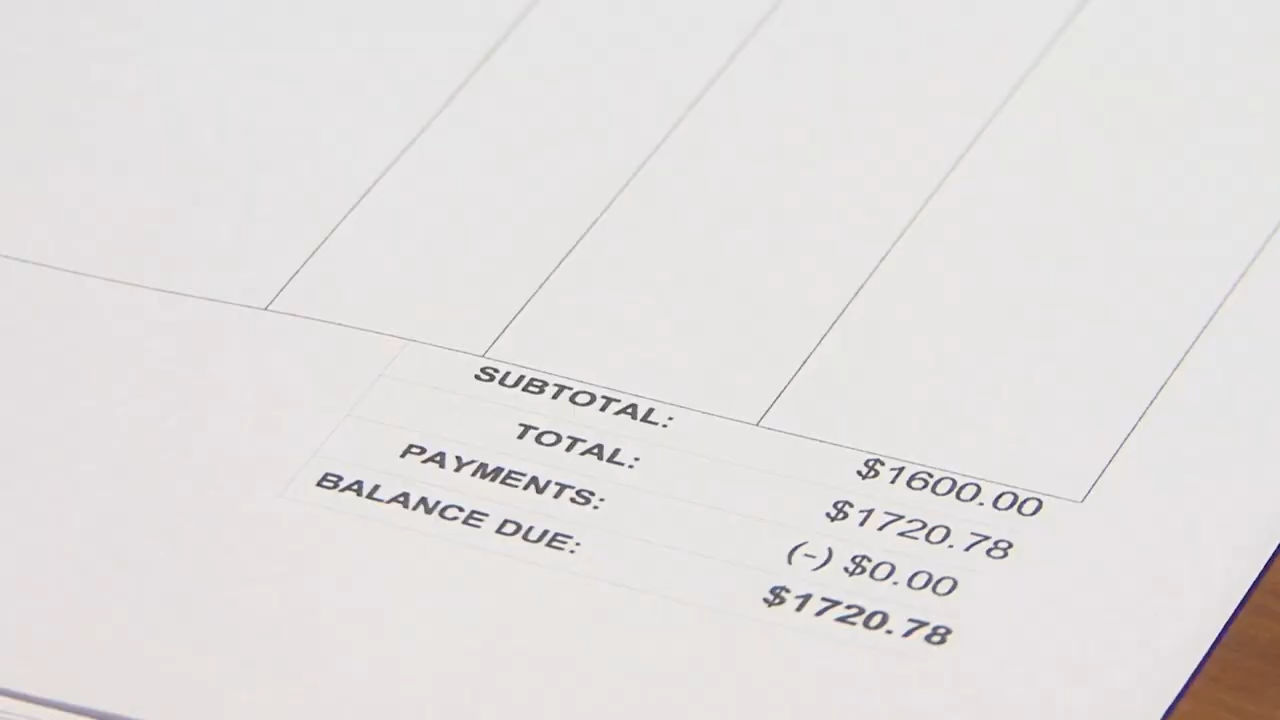 SUBTOTAL: $1600.00
TOTAL: $1720.78
PAYMENTS: (-) $0.00
BALANCE DUE: $1720.78